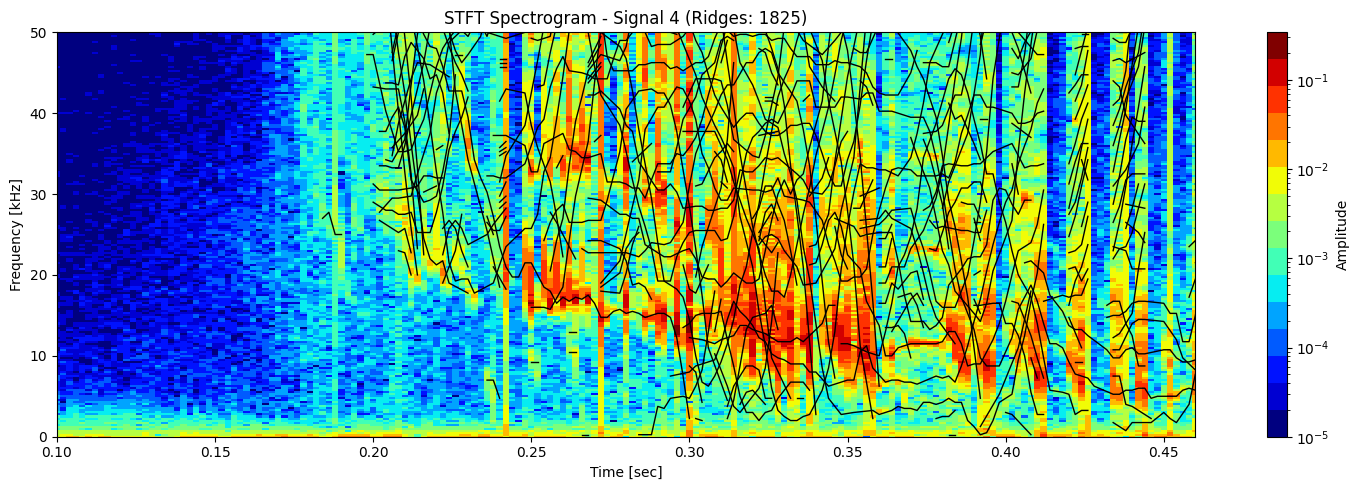 STFT Spectrogram - Signal 4 (Ridges: 1825)
50
40
30
20
10
0
Frequency [kHz]
0.10 0.15 0.20 0.25 0.30 0.35 0.40 0.45
Time [sec]
10⁻¹
10⁻²
10⁻³
10⁻⁴
10⁻⁵
Amplitude